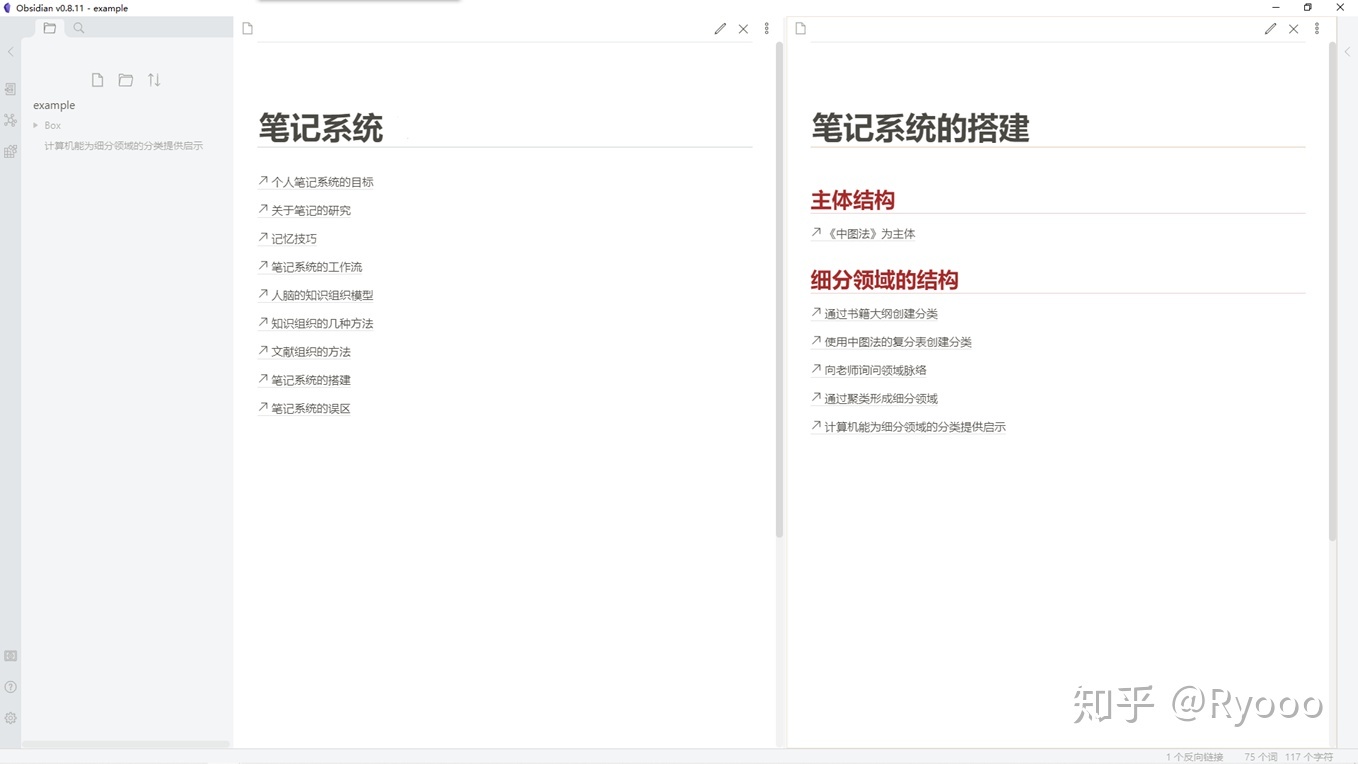 Obsidian v0.8.11 - example
example
Box
计算机能为细分领域的分类提供启示
笔记系统
个人笔记系统的目标
关于笔记的研究
记忆技巧
笔记系统的工作流
人脑的知识组织模型
知识组织的几种方法
文献组织的方法
笔记系统的搭建
笔记系统的误区
笔记系统的搭建
主体结构
《中图法》为主体
细分领域的结构
通过书籍大纲创建分类
使用中图法的复分表创建分类
向老师询问领域脉络
通过聚类形成细分领域
计算机能为细分领域的分类提供启示
知乎 @Ryooo
1 个反向链接 75 个词 117 个字符